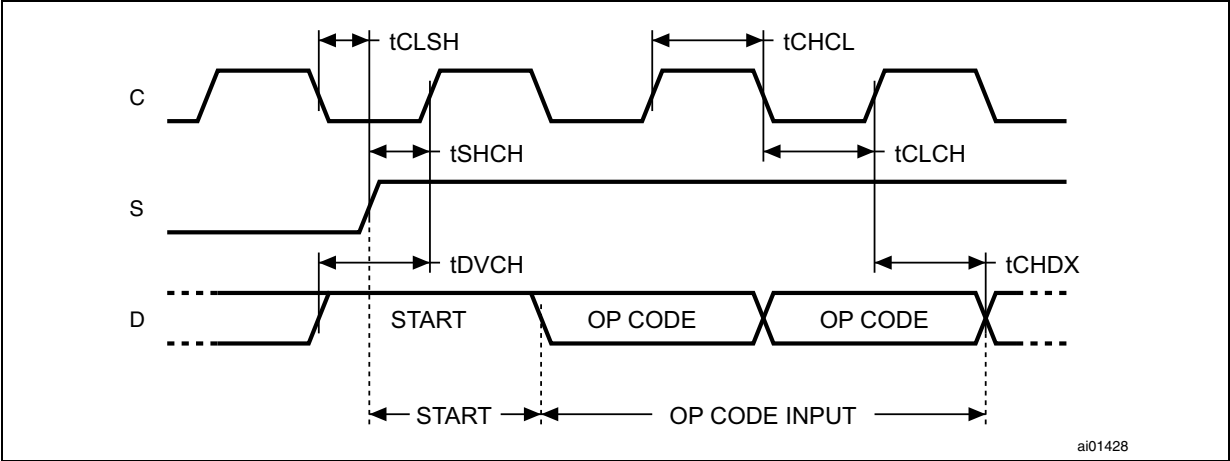 tCLSH
tCHCL
C
tSHCH
tCLCH
S
tDVCH
tCHDX
D
START
OP CODE
OP CODE
START
OP CODE INPUT
ai01428